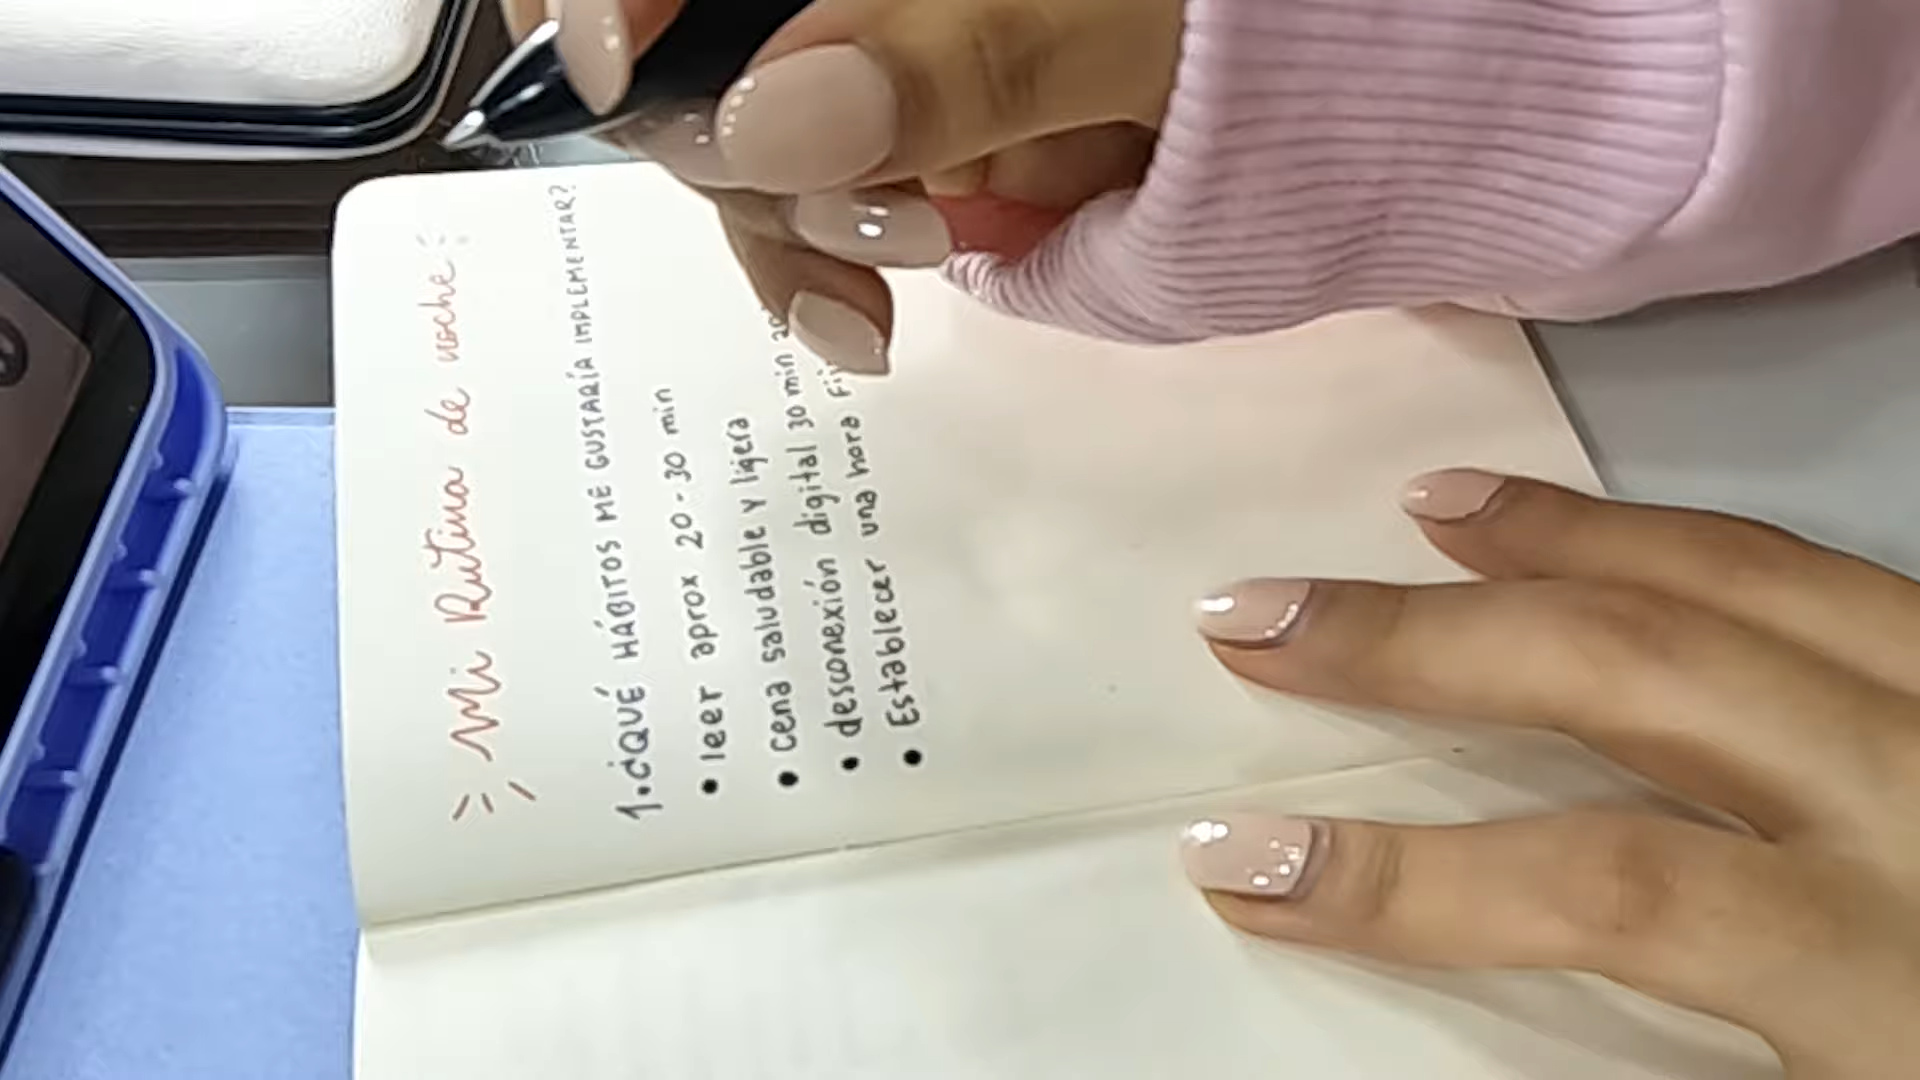 Mi Rutina de noche
1. ¿QUÉ HÁBITOS ME GUSTARÍA IMPLEMENTAR?
• leer aprox 20-30 min
• cena saludable y ligera
• desconexión digital 30 min
• Establecer una hora